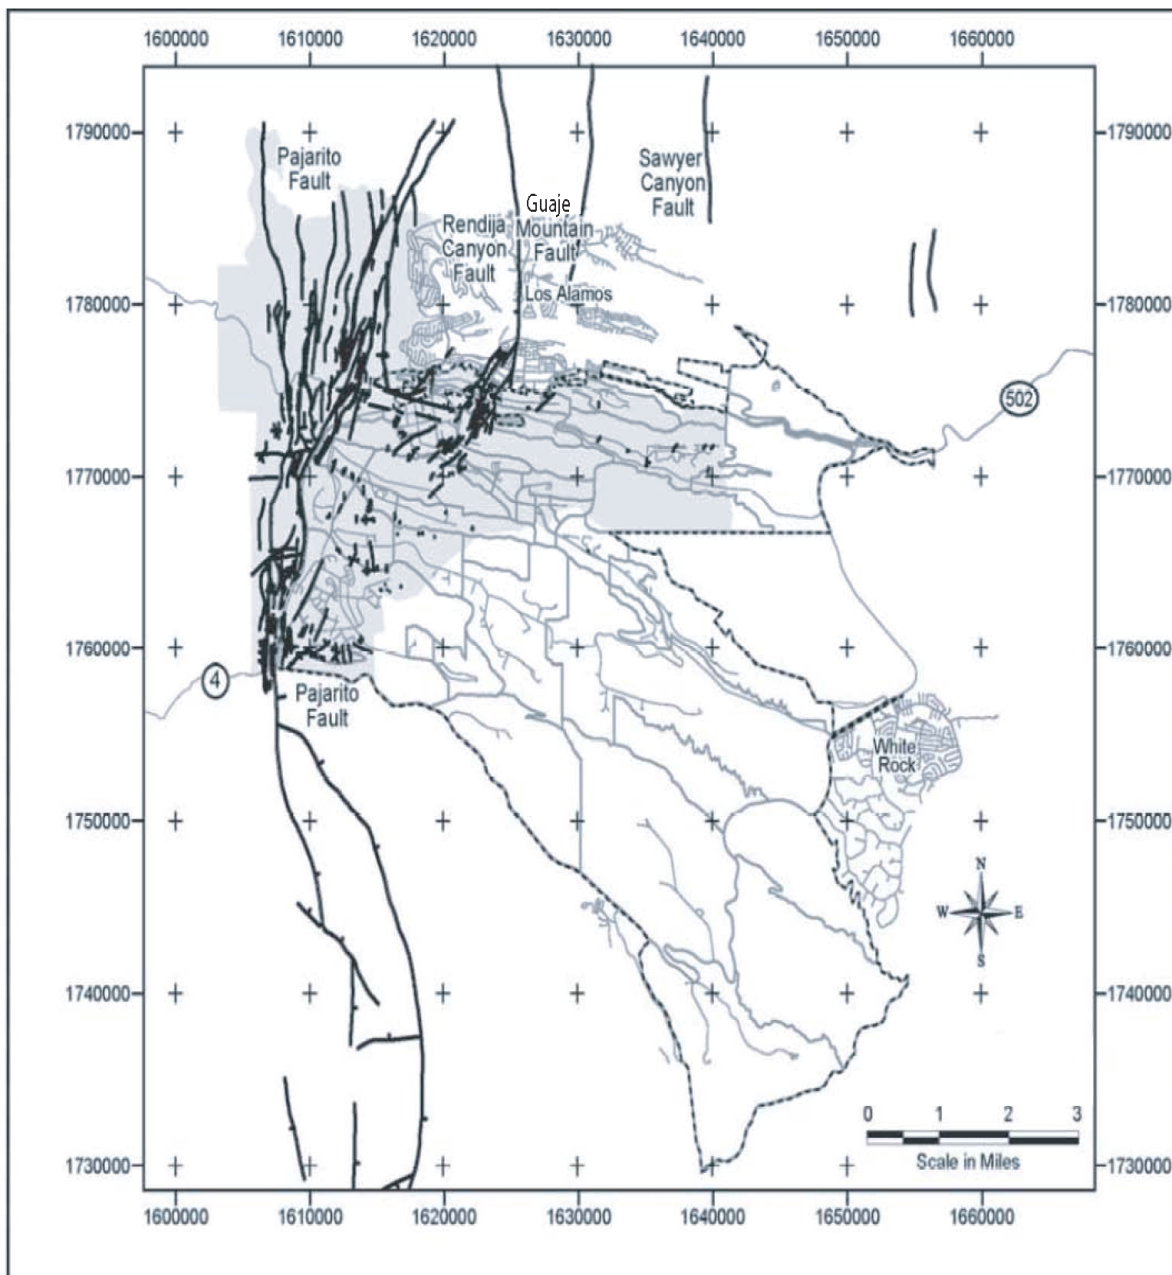 1600000 1610000 1620000 1630000 1640000 1650000 1660000
1790000 1790000
Pajarito
Fault
Sawyer
Canyon
Fault
Guaje
Mountain
Fault
Rendija
Canyon
Fault
Los Alamos
1780000 1780000
502
1770000 1770000
1760000 1760000
4
Pajarito
Fault
White
Rock
1750000 1750000
N
W E
S
1740000 1740000
0 1 2 3
Scale in Miles
1730000 1730000
1600000 1610000 1620000 1630000 1640000 1650000 1660000